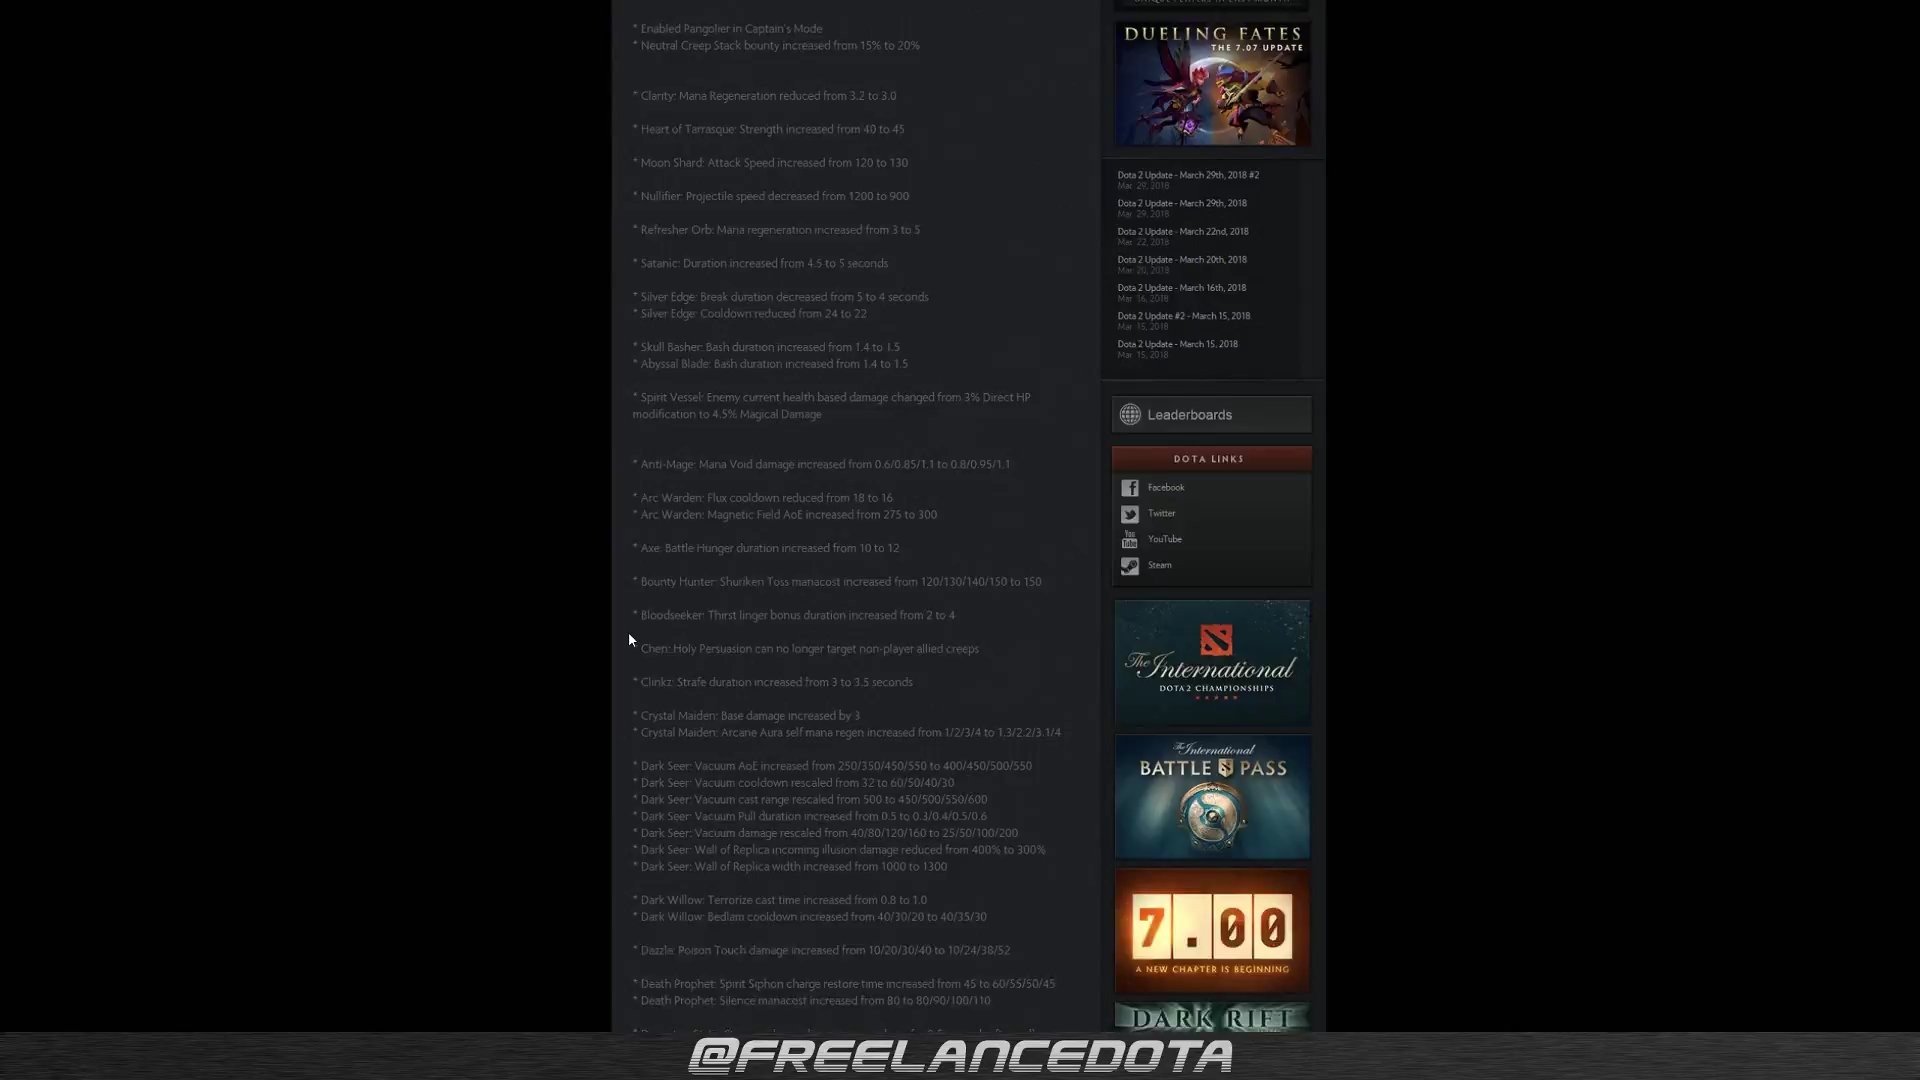 * Enabled Pangolier in Captain's Mode
* Neutral Creep Stack bounty increased from 15% to 20%
* Clarity: Mana Regeneration reduced from 3.2 to 3.0
* Heart of Tarrasque: Strength increased from 40 to 45
* Moon Shard: Attack Speed increased from 120 to 130
* Nullifier: Projectile speed decreased from 1200 to 900
* Refresher Orb: Mana regeneration increased from 3 to 5
* Satanic: Duration increased from 4.5 to 5 seconds
* Silver Edge: Break duration decreased from 5 to 4 seconds
* Silver Edge: Cooldown reduced from 24 to 22
* Skull Basher: Bash duration increased from 1.4 to 1.5
* Abyssal Blade: Bash duration increased from 1.4 to 1.5
* Spirit Vessel: Enemy current health based damage changed from 3% Direct HP
modification to 4.5% Magical Damage
* Anti-Mage: Mana Void damage increased from 0.6/0.85/1.1 to 0.8/0.95/1.1
* Arc Warden: Flux cooldown reduced from 18 to 16
* Arc Warden: Magnetic Field AoE increased from 275 to 300
* Axe: Battle Hunger duration increased from 10 to 12
* Bounty Hunter: Shuriken Toss manacost increased from 120/130/140/150 to 150
* Bloodseeker: Thirst linger bonus duration increased from 2 to 4
* Chen: Holy Persuasion can no longer target non-player allied creeps
* Clinkz: Strafe duration increased from 3 to 3.5 seconds
* Crystal Maiden: Base damage increased by 3
* Crystal Maiden: Arcane Aura self mana regen increased from 1/2/3/4 to 1.3/2.2/3.1/4
* Dark Seer: Vacuum AoE increased from 250/350/450/550 to 400/450/500/550
* Dark Seer: Vacuum cooldown rescaled from 32 to 60/50/40/30
* Dark Seer: Vacuum cast range rescaled from 500 to 450/500/550/600
* Dark Seer: Vacuum Pull duration increased from 0.5 to 0.3/0.4/0.5/0.6
* Dark Seer: Vacuum damage rescaled from 40/80/120/160 to 25/50/100/200
* Dark Seer: Wall of Replica incoming illusion damage reduced from 400% to 300%
* Dark Seer: Wall of Replica width increased from 1000 to 1300
* Dark Willow: Terrorize cast time increased from 0.8 to 1.0
* Dark Willow: Bedlam cooldown increased from 40/30/20 to 40/35/30
* Dazzle: Poison Touch damage increased from 10/20/30/40 to 10/24/38/52
* Death Prophet: Spirit Siphon charge restore time increased from 45 to 60/55/50/45
* Death Prophet: Silence manacost increased from 80 to 80/90/100/110
DUELING FATES
THE 7.07 UPDATE
Dota 2 Update - March 29th, 2018 #2
Mar 29, 2018
Dota 2 Update - March 29th, 2018
Mar 29, 2018
Dota 2 Update - March 22nd, 2018
Mar 22, 2018
Dota 2 Update - March 20th, 2018
Mar 20, 2018
Dota 2 Update - March 16th, 2018
Mar 16, 2018
Dota 2 Update #2 - March 15, 2018
Mar 15, 2018
Dota 2 Update - March 15, 2018
Mar 15, 2018
Leaderboards
DOTA LINKS
Facebook
Twitter
You Tube YouTube
Steam
The International
DOTA 2 CHAMPIONSHIPS
The International
BATTLE PASS
7.00
A NEW CHAPTER IS BEGINNING
DARK RIFT
@FREELANCEDOTA